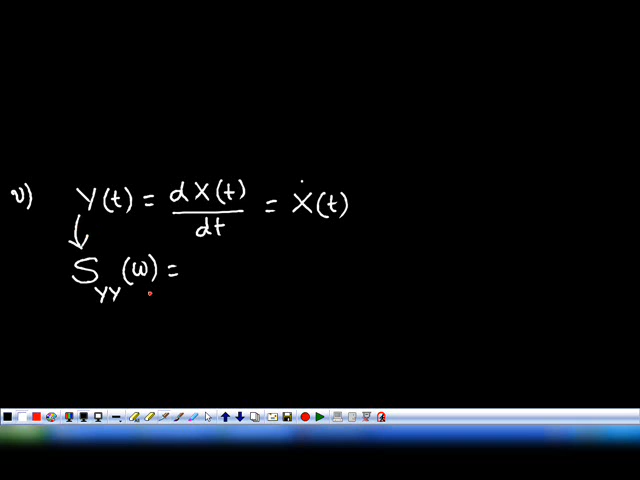 v) Y(t) = dX(t)/dt = Ẋ(t)
S_YY(ω) =